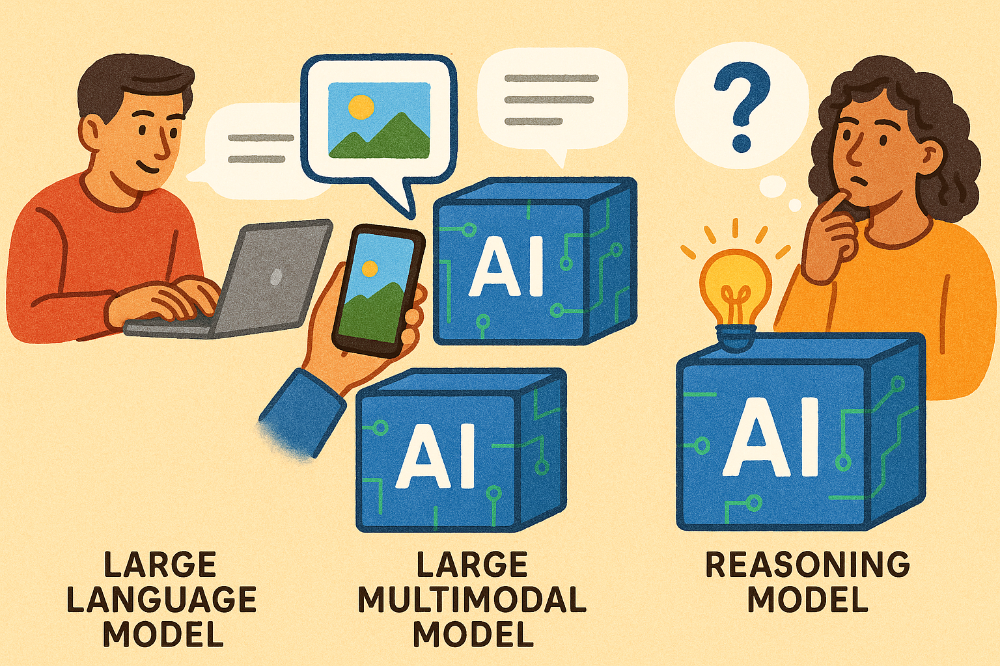 AI
AI
AI
?
LARGE
LANGUAGE
MODEL
LARGE
MULTIMODAL
MODEL
REASONING
MODEL